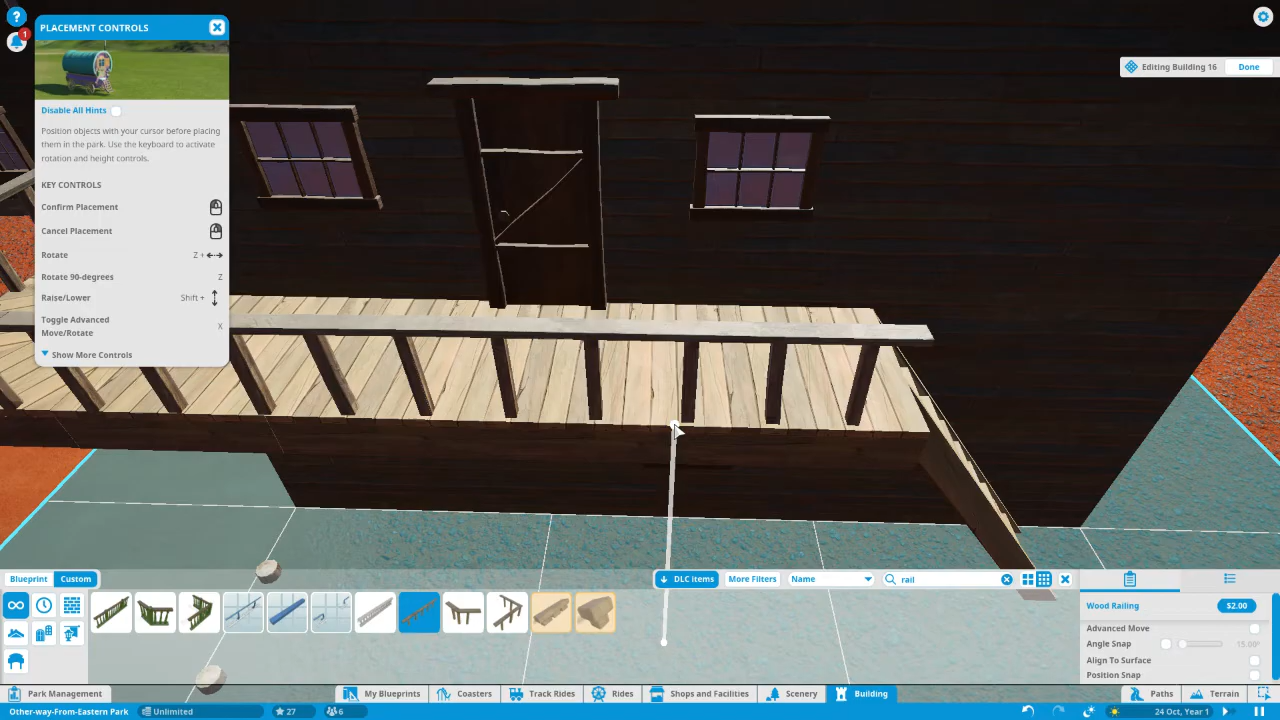 PLACEMENT CONTROLS
Disable All Hints
Position objects with your cursor before placing
them in the park. Use the keyboard to activate
rotation and height controls.
KEY CONTROLS
Confirm Placement
Cancel Placement
Rotate Z +
Rotate 90-degrees Z
Raise/Lower Shift +
Toggle Advanced
Move/Rotate X
Show More Controls
1
?
Editing Building 16 Done
Blueprint Custom DLC items More Filters Name rail
Wood Railing $2.00
Advanced Move
Angle Snap 15.00°
Align To Surface
Position Snap
Park Management My Blueprints Coasters Track Rides Rides Shops and Facilities Scenery Building Paths Terrain
Other-way-From-Eastern Park Unlimited 27 6 24 Oct, Year 1